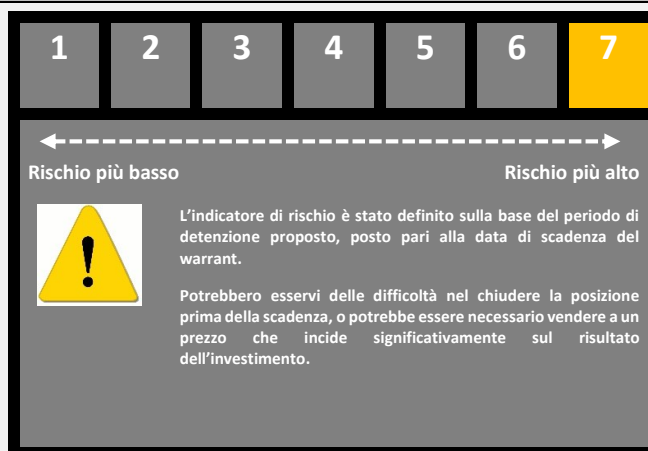 1 2 3 4 5 6 7
Rischio più basso Rischio più alto
L’indicatore di rischio è stato definito sulla base del periodo di
detenzione proposto, posto pari alla data di scadenza del
warrant.
Potrebbero esservi delle difficoltà nel chiudere la posizione
prima della scadenza, o potrebbe essere necessario vendere a un
prezzo che incide significativamente sul risultato
dell’investimento.